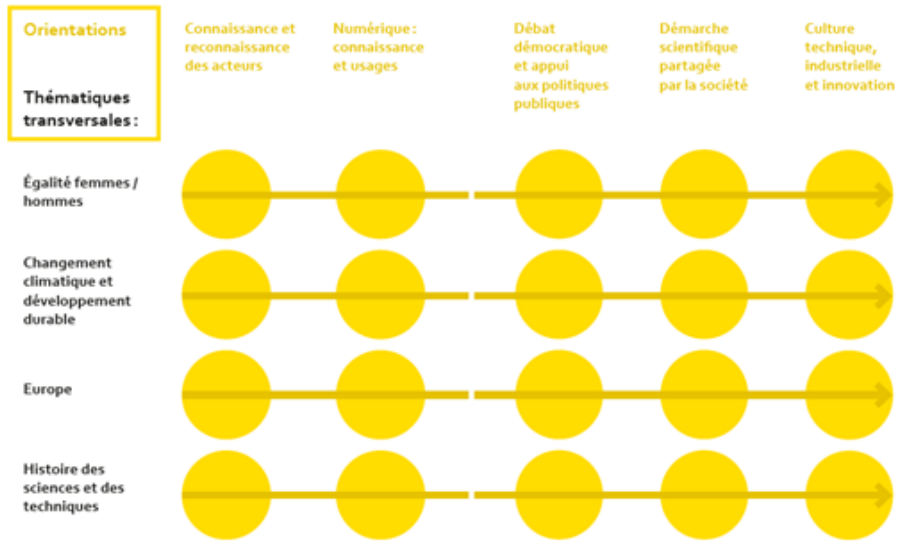 Orientations
Thématiques
transversales :
Connaissance et
reconnaissance
des acteurs
Numérique :
connaissance
et usages
Débat
démocratique
et appui
aux politiques
publiques
Démarche
scientifique
partagée
par la société
Culture
technique,
industrielle
et innovation
Égalité femmes /
hommes
Changement
climatique et
développement
durable
Europe
Histoire des
sciences et des
techniques